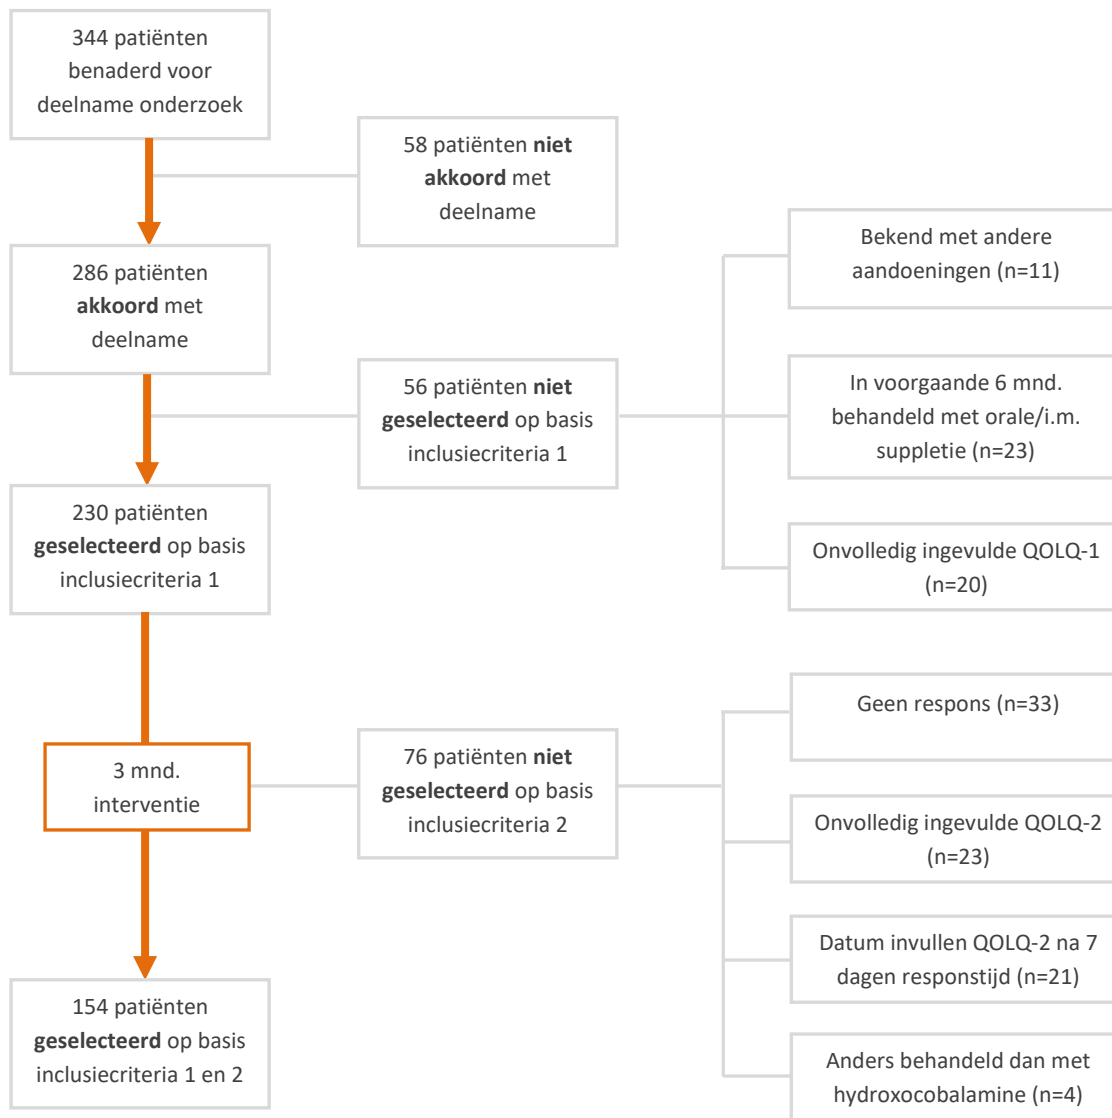 344 patiënten
benaderd voor
deelname onderzoek
58 patiënten niet
akkoord met
deelname
286 patiënten
akkoord met
deelname
Bekend met andere
aandoeningen (n=11)
56 patiënten niet
geselecteerd op basis
inclusiecriteria 1
In voorgaande 6 mnd.
behandeld met orale/i.m.
suppletie (n=23)
Onvolledig ingevulde QOLQ-1
(n=20)
230 patiënten
geselecteerd op basis
inclusiecriteria 1
3 mnd.
interventie
76 patiënten niet
geselecteerd op basis
inclusiecriteria 2
Geen respons (n=33)
Onvolledig ingevulde QOLQ-2
(n=23)
Datum invullen QOLQ-2 na 7
dagen responstijd (n=21)
Anders behandeld dan met
hydroxocobalamine (n=4)
154 patiënten
geselecteerd op basis
inclusiecriteria 1 en 2